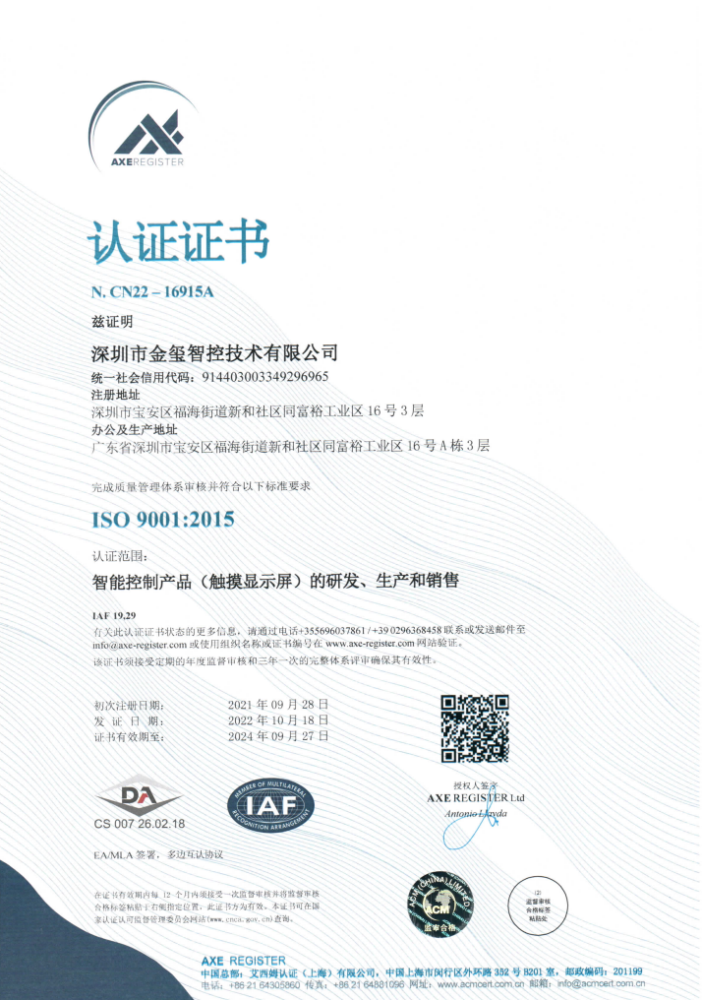 AXEREGISTER
认证证书
N. CN22 – 16915A
兹证明
深圳市金玺智控技术有限公司
统一社会信用代码：914403003349296965
注册地址
深圳市宝安区福海街道新和社区同富裕工业区 16 号 3 层
办公及生产地址
广东省深圳市宝安区福海街道新和社区同富裕工业区 16 号 A 栋 3 层
完成质量管理体系审核并符合以下标准要求
ISO 9001:2015
认证范围：
智能控制产品（触摸显示屏）的研发、生产和销售
IAF 19,29
有关此认证证书状态的更多信息，请通过电话+355696037861 / +39 0296368458 联系或发送邮件至
info@axe-register.com 或使用组织名称或证书编号在 www.axe-register.com 网站验证。
该证书须接受定期的年度监督审核和三年一次的完整体系评审确保其有效性。
初次注册日期： 2021 年 09 月 28 日
发 证 日 期： 2022 年 10 月 18 日
证书有效期至： 2024 年 09 月 27 日
授权人签字
AXE REGISTER Ltd
Antonio Llayda
DA
CS 007 26.02.18
MEMBER OF MULTILATERAL
IAF
RECOGNITION ARRANGEMENT
EA/MLA 签署，多边互认协议
在证书有效期内每 12 个月内须接受一次监督审核并将监督审核
合格标签粘贴于右侧指定位置，此证书方为有效。本证书可在国
家认证认可监督管理委员会网站(www.cnca.gov.cn)查询。
ACM(CHINA)LIMITED
ACM
监审合格
(2)
监督审核
合格标签
粘贴处
AXE REGISTER
中国总部：艾西姆认证（上海）有限公司，中国上海市闵行区外环路 352 号 B201 室，邮政编码：201199
电话：+86 21 64305860 传真：+86 21 64881096 网址：www.acmcert.com.cn 邮箱：info@acmcert.com.cn